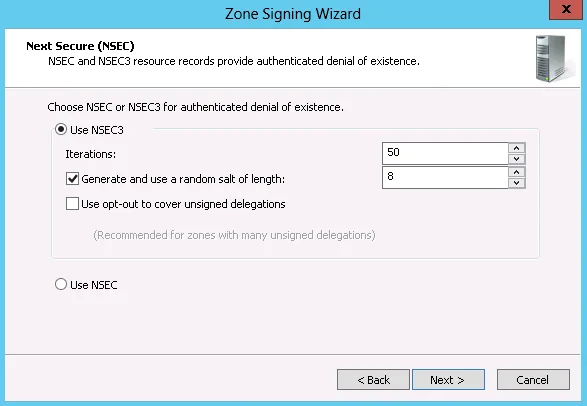 Zone Signing Wizard
x
Next Secure (NSEC)
NSEC and NSEC3 resource records provide authenticated denial of existence.
Choose NSEC or NSEC3 for authenticated denial of existence.
Use NSEC3
Iterations: 50
Generate and use a random salt of length: 8
Use opt-out to cover unsigned delegations
(Recommended for zones with many unsigned delegations)
Use NSEC
< Back Next > Cancel